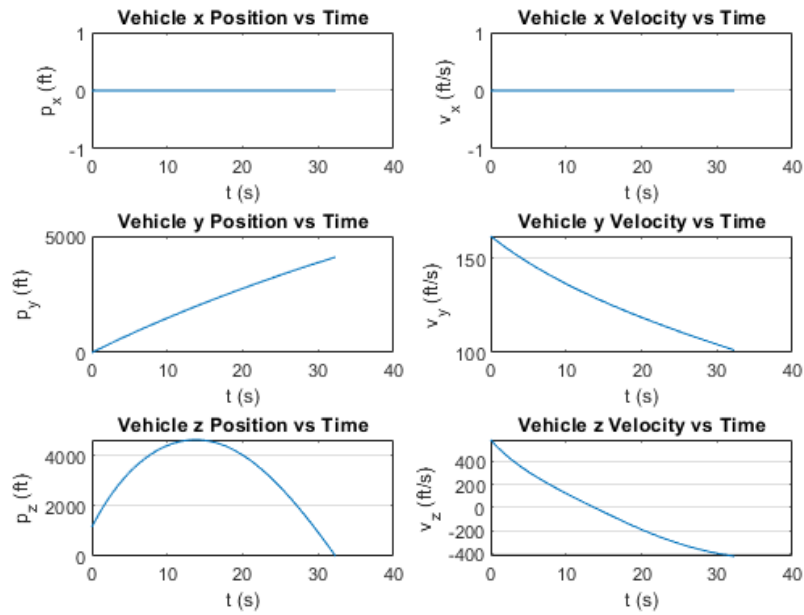 Vehicle x Position vs Time
1
0
-1
p_x (ft)
0 10 20 30 40
t (s)
Vehicle x Velocity vs Time
1
0
-1
v_x (ft/s)
0 10 20 30 40
t (s)
Vehicle y Position vs Time
5000
0
p_y (ft)
0 10 20 30 40
t (s)
Vehicle y Velocity vs Time
150
100
v_y (ft/s)
0 10 20 30 40
t (s)
Vehicle z Position vs Time
4000
2000
0
p_z (ft)
0 10 20 30 40
t (s)
Vehicle z Velocity vs Time
400
200
0
-200
-400
v_z (ft/s)
0 10 20 30 40
t (s)